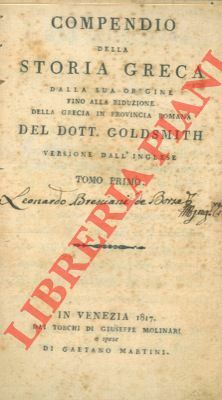 COMPENDIO
DELLA
STORIA GRECA
DALLA SUA ORIGINE
FINO ALLA RIDUZIONE
DELLA GRECIA IN PROVINCIA ROMANA
DEL DOTT. GOLDSMITH
VERSIONE DALL' INGLESE
TOMO PRIMO.
Leonardo Bresciani de Borsa
IN VENEZIA 1817.
DAI TORCHI DI GIUSEPPE MOLINARI
a spese
DI GAETANO MARTINI.
LIBRERIA PIANI